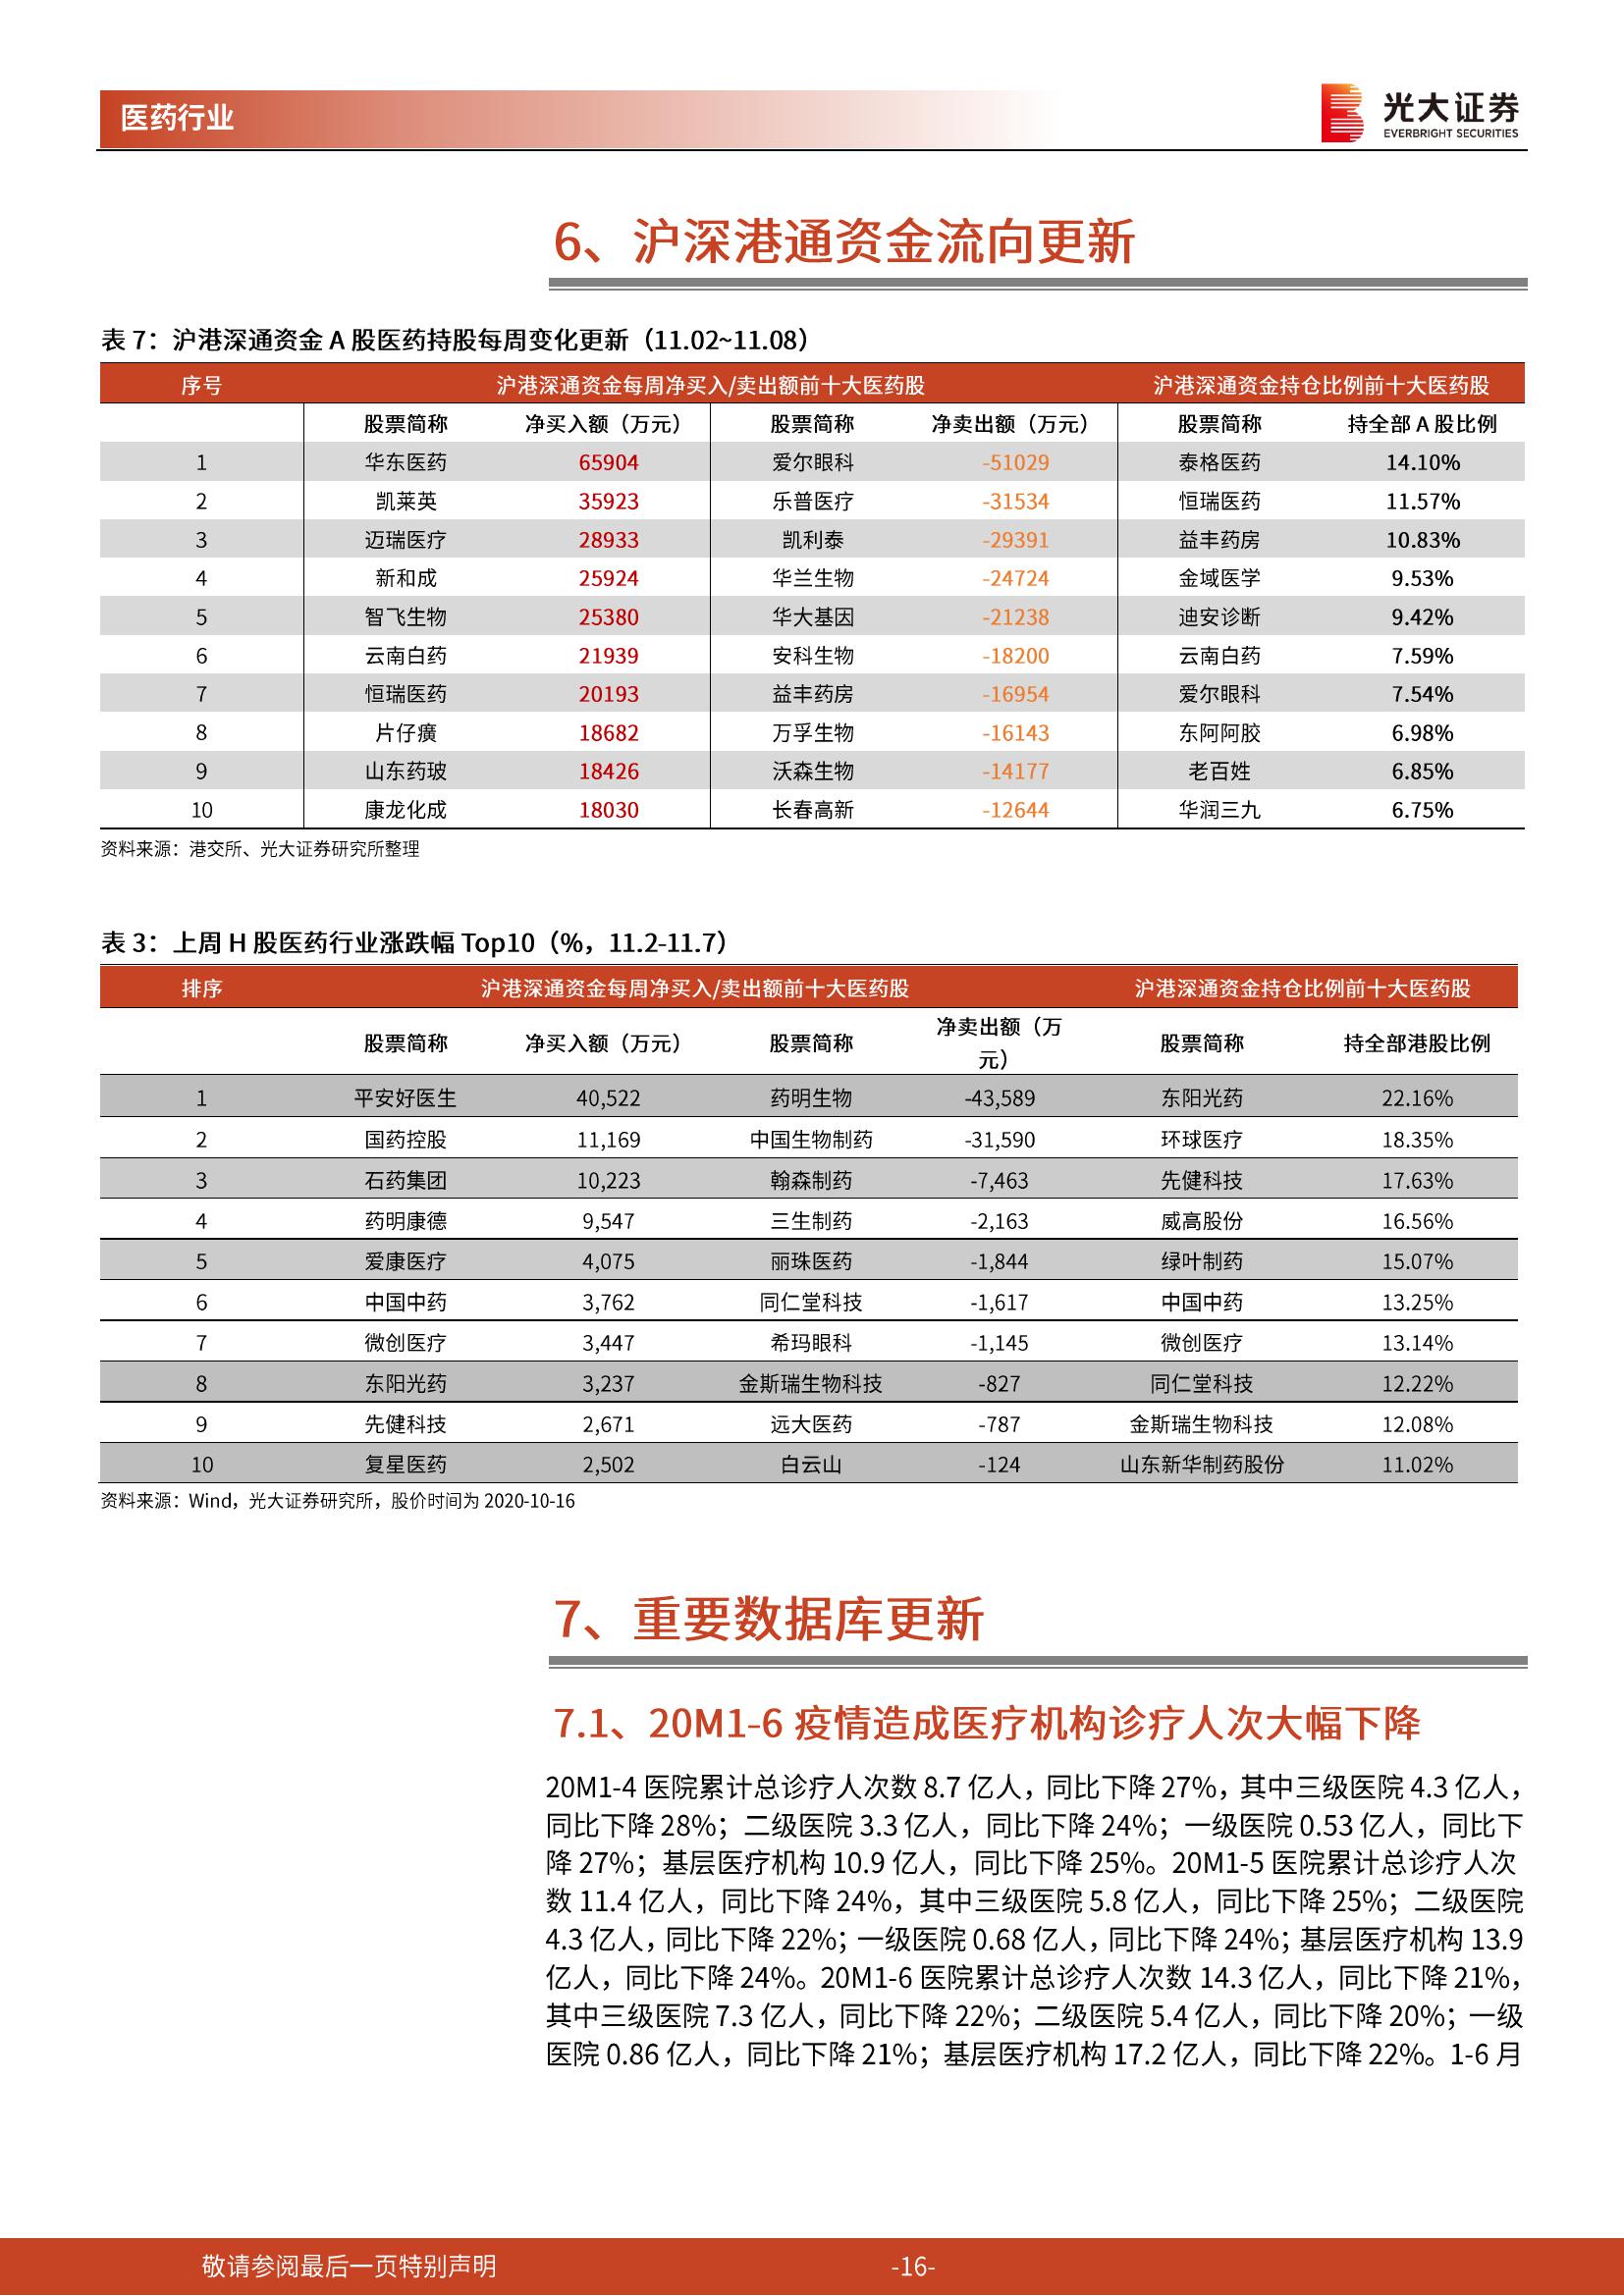 医药行业
光大证券
EVERBRIGHT SECURITIES
6、沪深港通资金流向更新
表 7：沪港深通资金 A 股医药持股每周变化更新（11.02~11.08）
序号 沪港深通资金每周净买入/卖出额前十大医药股 沪港深通资金持仓比例前十大医药股
股票简称 净买入额（万元） 股票简称 净卖出额（万元） 股票简称 持全部 A 股比例
1 华东医药 65904 爱尔眼科 -51029 泰格医药 14.10%
2 凯莱英 35923 乐普医疗 -31534 恒瑞医药 11.57%
3 迈瑞医疗 28933 凯利泰 -29391 益丰药房 10.83%
4 新和成 25924 华兰生物 -24724 金域医学 9.53%
5 智飞生物 25380 华大基因 -21238 迪安诊断 9.42%
6 云南白药 21939 安科生物 -18200 云南白药 7.59%
7 恒瑞医药 20193 益丰药房 -16954 爱尔眼科 7.54%
8 片仔癀 18682 万孚生物 -16143 东阿阿胶 6.98%
9 山东药玻 18426 沃森生物 -14177 老百姓 6.85%
10 康龙化成 18030 长春高新 -12644 华润三九 6.75%
资料来源：港交所、光大证券研究所整理
表 3：上周 H 股医药行业涨跌幅 Top10（%，11.2-11.7）
排序 沪港深通资金每周净买入/卖出额前十大医药股 沪港深通资金持仓比例前十大医药股
股票简称 净买入额（万元） 股票简称 净卖出额（万
元） 股票简称 持全部港股比例
1 平安好医生 40,522 药明生物 -43,589 东阳光药 22.16%
2 国药控股 11,169 中国生物制药 -31,590 环球医疗 18.35%
3 石药集团 10,223 翰森制药 -7,463 先健科技 17.63%
4 药明康德 9,547 三生制药 -2,163 威高股份 16.56%
5 爱康医疗 4,075 丽珠医药 -1,844 绿叶制药 15.07%
6 中国中药 3,762 同仁堂科技 -1,617 中国中药 13.25%
7 微创医疗 3,447 希玛眼科 -1,145 微创医疗 13.14%
8 东阳光药 3,237 金斯瑞生物科技 -827 同仁堂科技 12.22%
9 先健科技 2,671 远大医药 -787 金斯瑞生物科技 12.08%
10 复星医药 2,502 白云山 -124 山东新华制药股份 11.02%
资料来源：Wind，光大证券研究所，股价时间为 2020-10-16
7、重要数据库更新
7.1、20M1-6 疫情造成医疗机构诊疗人次大幅下降
20M1-4 医院累计总诊疗人次数 8.7 亿人，同比下降 27%，其中三级医院 4.3 亿人，
同比下降 28%；二级医院 3.3 亿人，同比下降 24%；一级医院 0.53 亿人，同比下
降 27%；基层医疗机构 10.9 亿人，同比下降 25%。20M1-5 医院累计总诊疗人次
数 11.4 亿人，同比下降 24%，其中三级医院 5.8 亿人，同比下降 25%；二级医院
4.3 亿人，同比下降 22%；一级医院 0.68 亿人，同比下降 24%；基层医疗机构 13.9
亿人，同比下降 24%。20M1-6 医院累计总诊疗人次数 14.3 亿人，同比下降 21%，
其中三级医院 7.3 亿人，同比下降 22%；二级医院 5.4 亿人，同比下降 20%；一级
医院 0.86 亿人，同比下降 21%；基层医疗机构 17.2 亿人，同比下降 22%。1-6 月
敬请参阅最后一页特别声明 -16-